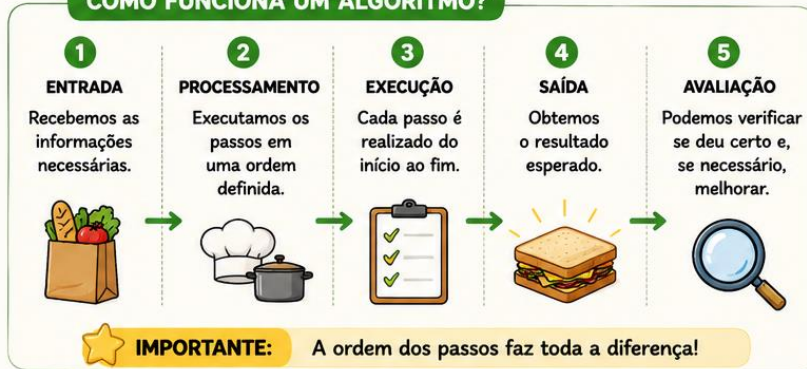 COMO FUNCIONA UM ALGORITMO?
1
ENTRADA
Recebemos as
informações
necessárias.
2
PROCESSAMENTO
Executamos os
passos em
uma ordem
definida.
3
EXECUÇÃO
Cada passo é
realizado do
início ao fim.
4
SAÍDA
Obtemos
o resultado
esperado.
5
AVALIAÇÃO
Podemos verificar
se deu certo e,
se necessário,
melhorar.
IMPORTANTE: A ordem dos passos faz toda a diferença!